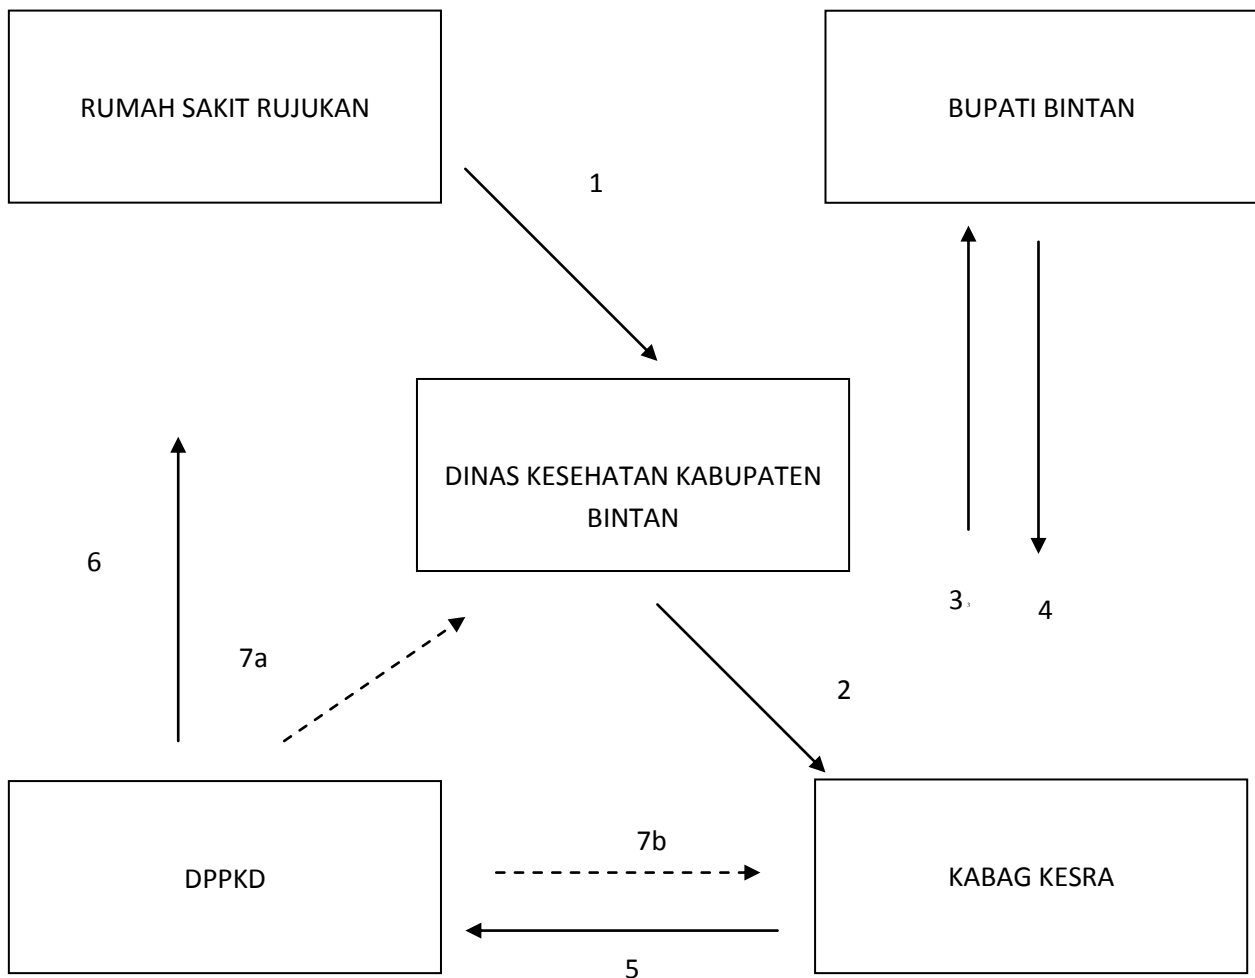 RUMAH SAKIT RUJUKAN
BUPATI BINTAN
1
DINAS KESEHATAN KABUPATEN
BINTAN
6
3 3
4
7a
2
7b
DPPKD
KABAG KESRA
5